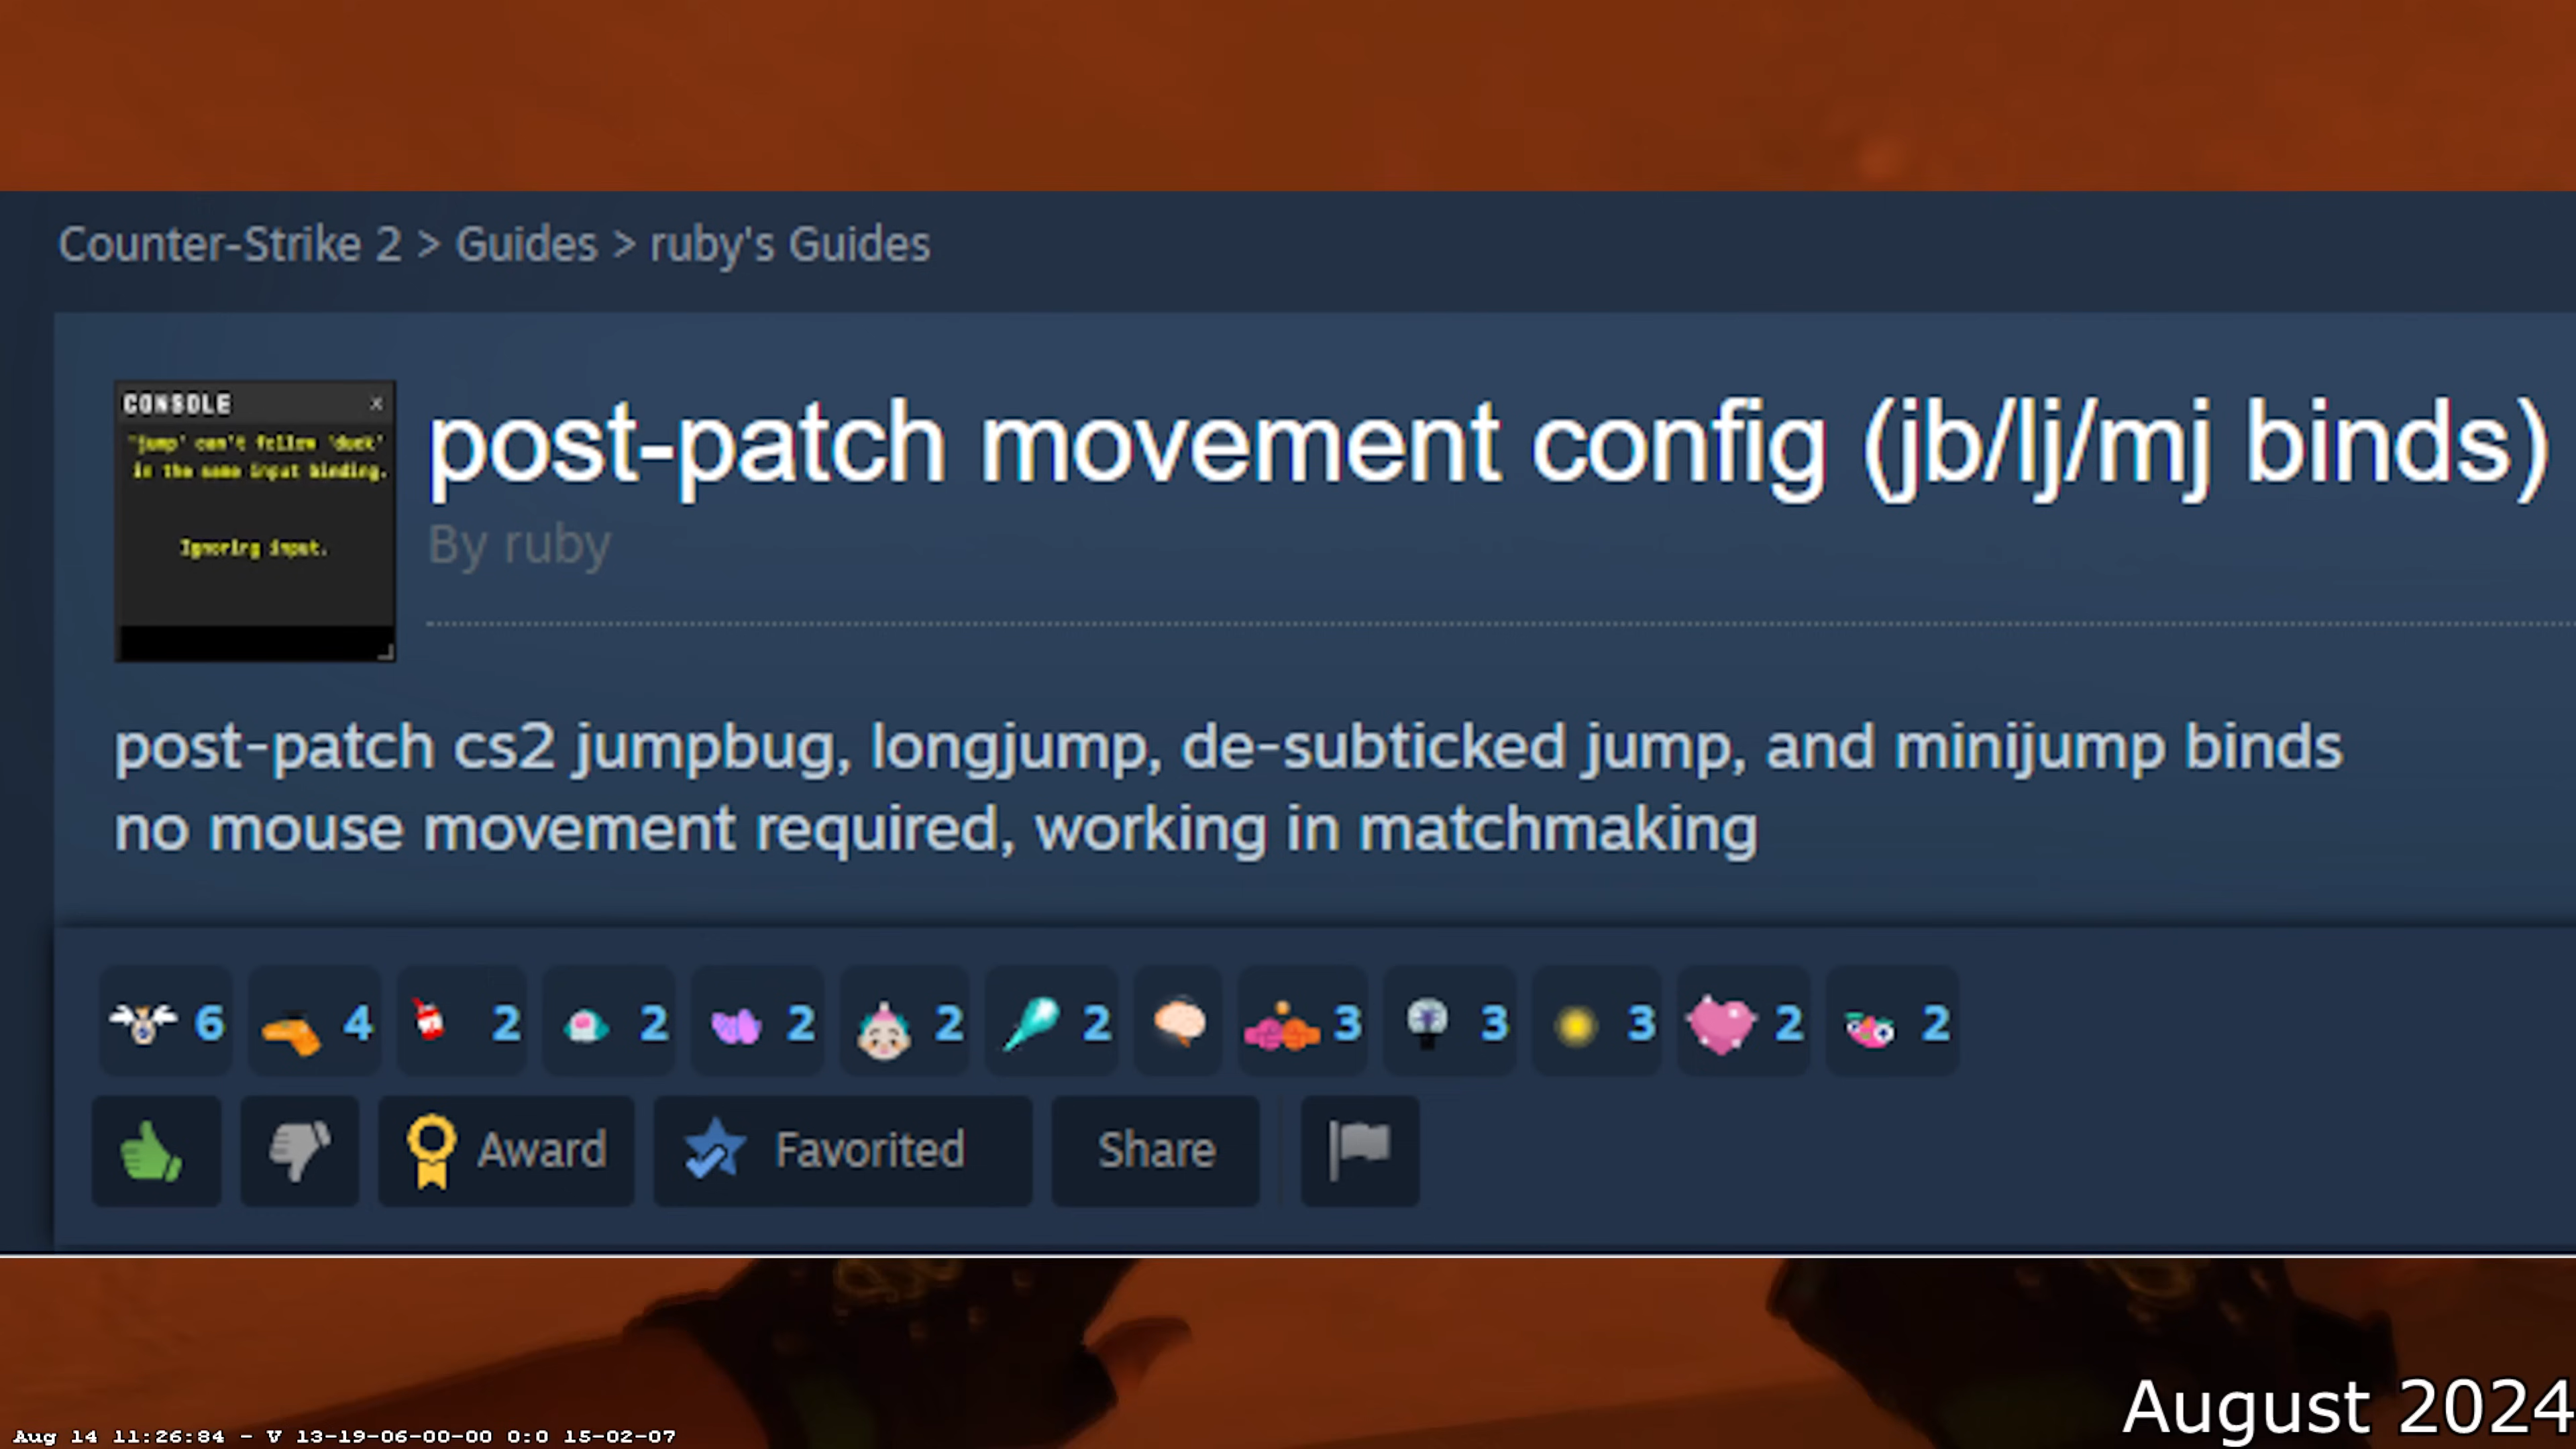 Counter-Strike 2 > Guides > ruby's Guides
CONSOLE
'jump' can't follow 'duck'
in the same input binding.
Ignoring input.
post-patch movement config (jb/lj/mj binds)
By ruby
post-patch cs2 jumpbug, longjump, de-subticked jump, and minijump binds
no mouse movement required, working in matchmaking
6 4 2 2 2 2 2 3 3 3 2 2
Award Favorited Share
August 2024
Aug 14 11:26:84 - V 13-19-06-00-00 0:0 15-02-07